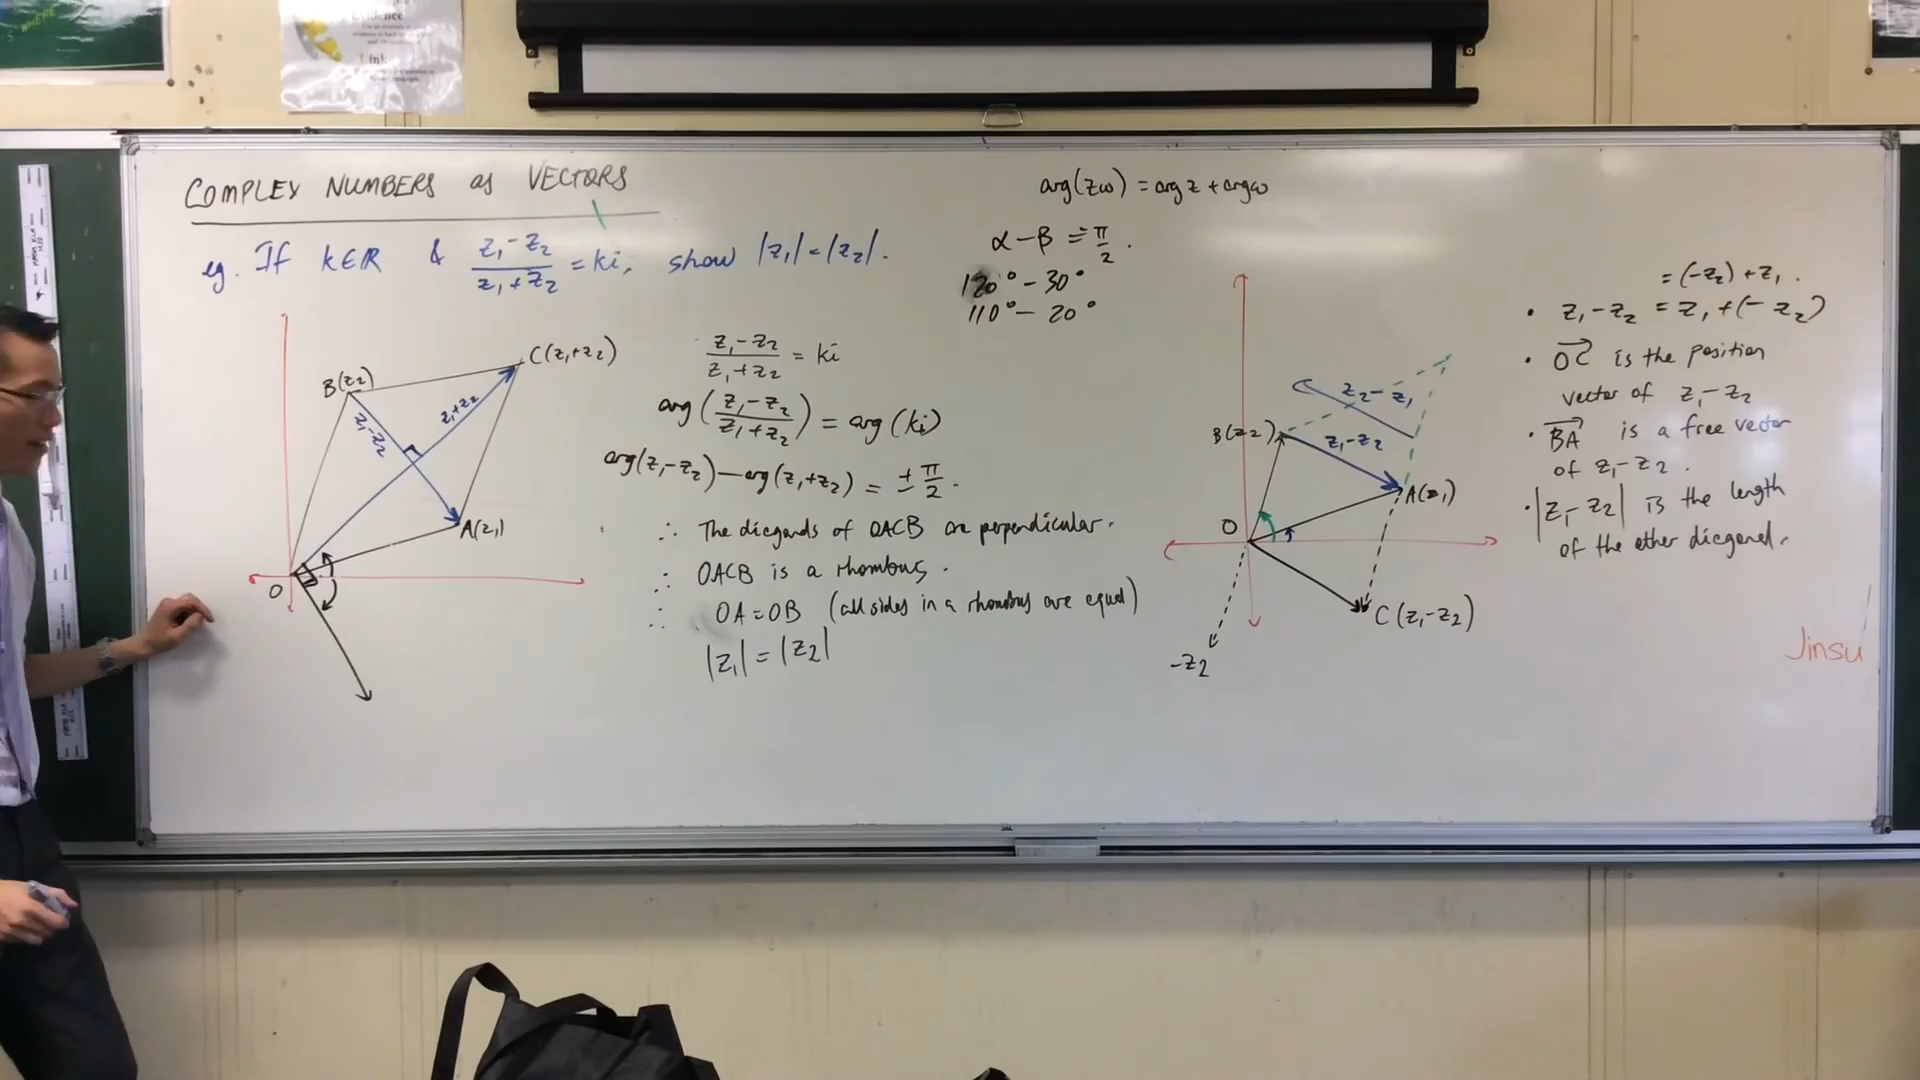 WHERE
Evidence
Link
COMPLEX NUMBERS as VECTORS
eg. If k∈ℝ & (z₁-z₂)/(z₁+z₂) = ki, show |z₁|=|z₂|.
B(z₂)
C(z₁+z₂)
z₁-z₂
z₁+z₂
A(z₁)
O
(z₁-z₂)/(z₁+z₂) = ki
arg((z₁-z₂)/(z₁+z₂)) = arg(ki)
arg(z₁-z₂)—arg(z₁+z₂) = ±π/2.
∴ The diagonals of OACB are perpendicular.
∴ OACB is a rhombus.
∴ OA=OB (all sides in a rhombus are equal)
|z₁| = |z₂|
arg(zω) = arg z + arg ω
α - β = π/2.
120° - 30°
110° - 20°
z₂-z₁
B(z₂)
z₁-z₂
A(z₁)
O
C(z₁-z₂)
-z₂
= (-z₂) + z₁.
• z₁-z₂ = z₁+(-z₂)
• OC is the position
vector of z₁-z₂
• BA is a free vector
of z₁-z₂.
• |z₁-z₂| is the length
of the other diagonal.
Jinsu